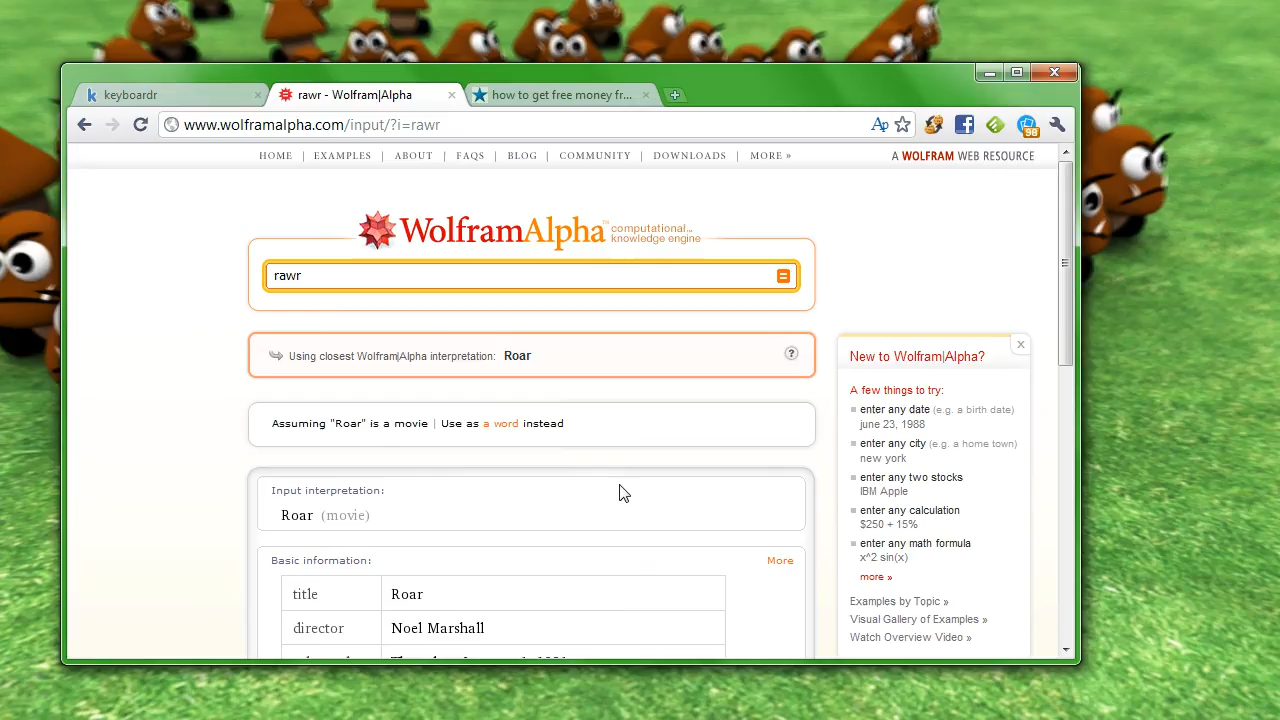 keyboardr
rawr - Wolfram|Alpha
how to get free money fr...
www.wolframalpha.com/input/?i=rawr
98
HOME | EXAMPLES | ABOUT | FAQS | BLOG | COMMUNITY | DOWNLOADS | MORE »
A WOLFRAM WEB RESOURCE
WolframAlpha™ computational...
knowledge engine
rawr
Using closest Wolfram|Alpha interpretation: Roar
Assuming "Roar" is a movie | Use as a word instead
Input interpretation:
Roar (movie)
Basic information: More
title Roar
director Noel Marshall
New to Wolfram|Alpha?
A few things to try:
enter any date (e.g. a birth date)
june 23, 1988
enter any city (e.g. a home town)
new york
enter any two stocks
IBM Apple
enter any calculation
$250 + 15%
enter any math formula
x^2 sin(x)
more »
Examples by Topic »
Visual Gallery of Examples »
Watch Overview Video »